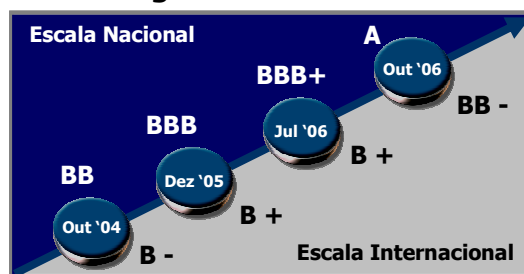 Escala Nacional
A
Out ‘06
BBB+
BB -
BBB
Jul ‘06
B +
BB
Dez ‘05
B +
Out ‘04
B -
Escala Internacional